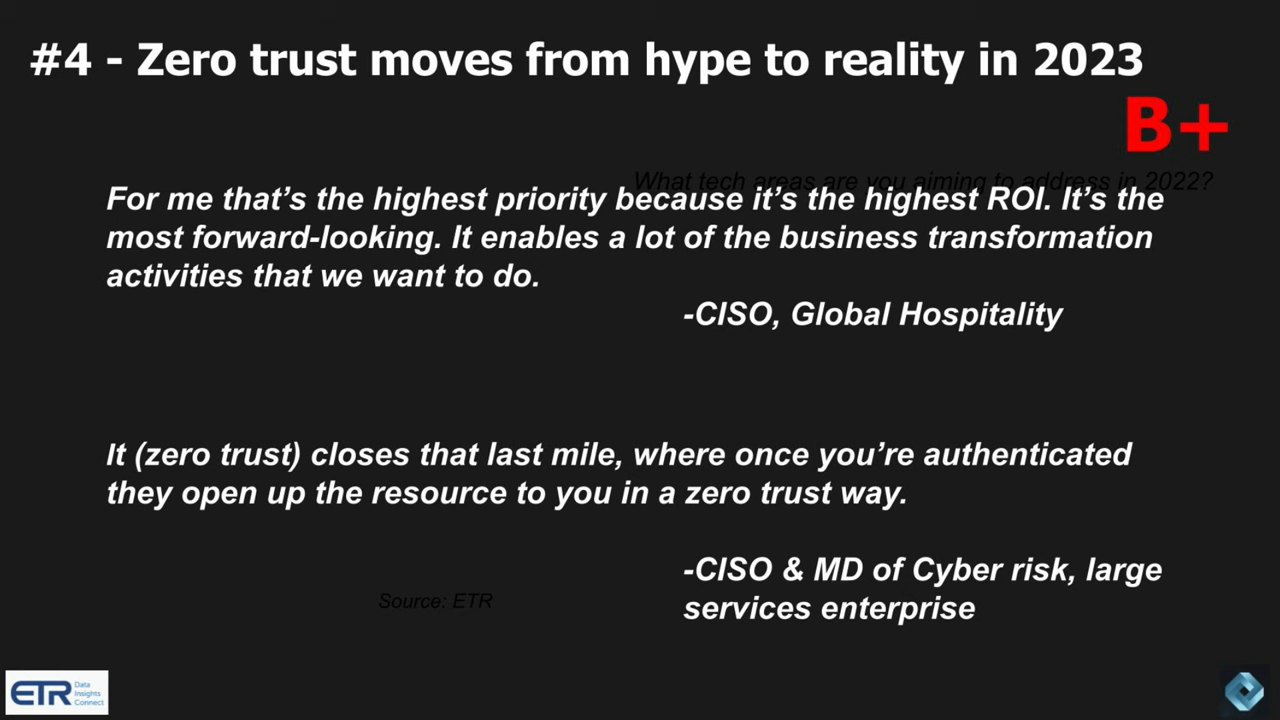 #4 - Zero trust moves from hype to reality in 2023
B+
What tech areas are you aiming to address in 2022?
For me that's the highest priority because it's the highest ROI. It's the
most forward-looking. It enables a lot of the business transformation
activities that we want to do.
-CISO, Global Hospitality
It (zero trust) closes that last mile, where once you're authenticated
they open up the resource to you in a zero trust way.
-CISO & MD of Cyber risk, large
services enterprise
Source: ETR
ETR Data
Insights
Connect